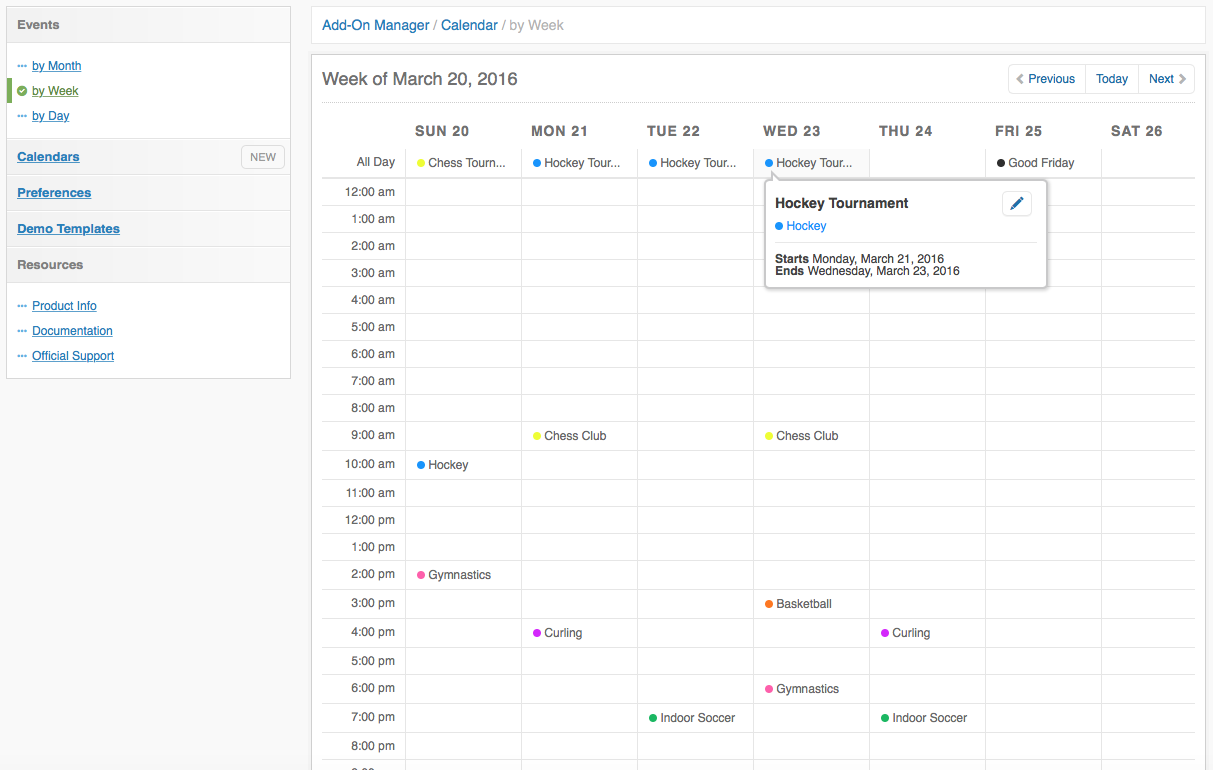 Events
by Month
by Week
by Day
Calendars NEW
Preferences
Demo Templates
Resources
Product Info
Documentation
Official Support
Add-On Manager / Calendar / by Week
Week of March 20, 2016
Previous Today Next
SUN 20 MON 21 TUE 22 WED 23 THU 24 FRI 25 SAT 26
All Day Chess Tourn... Hockey Tour... Hockey Tour... Hockey Tour... Good Friday
12:00 am
Hockey Tournament
Hockey
Starts Monday, March 21, 2016
Ends Wednesday, March 23, 2016
1:00 am
2:00 am
3:00 am
4:00 am
5:00 am
6:00 am
7:00 am
8:00 am
9:00 am Chess Club Chess Club
10:00 am Hockey
11:00 am
12:00 pm
1:00 pm
2:00 pm Gymnastics
3:00 pm Basketball
4:00 pm Curling Curling
5:00 pm
6:00 pm Gymnastics
7:00 pm Indoor Soccer Indoor Soccer
8:00 pm